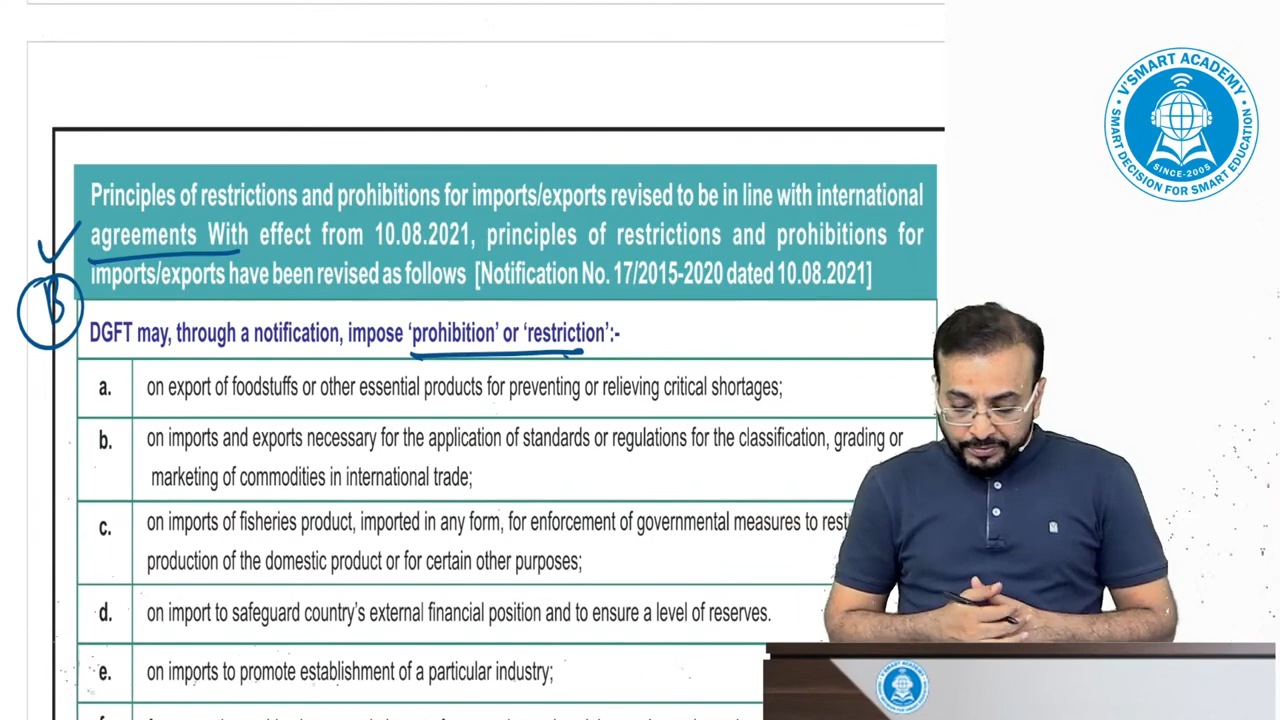 V'SMART ACADEMY
SINCE-2005
SMART DECISION FOR SMART EDUCATION
Principles of restrictions and prohibitions for imports/exports revised to be in line with international
agreements With effect from 10.08.2021, principles of restrictions and prohibitions for
imports/exports have been revised as follows [Notification No. 17/2015-2020 dated 10.08.2021]
B
DGFT may, through a notification, impose ‘prohibition’ or ‘restriction’:-
a. on export of foodstuffs or other essential products for preventing or relieving critical shortages;
b. on imports and exports necessary for the application of standards or regulations for the classification, grading or
marketing of commodities in international trade;
c. on imports of fisheries product, imported in any form, for enforcement of governmental measures to
production of the domestic product or for certain other purposes;
d. on import to safeguard country's external financial position and to ensure a level of reserves.
e. on imports to promote establishment of a particular industry;
V'SMART ACADEMY